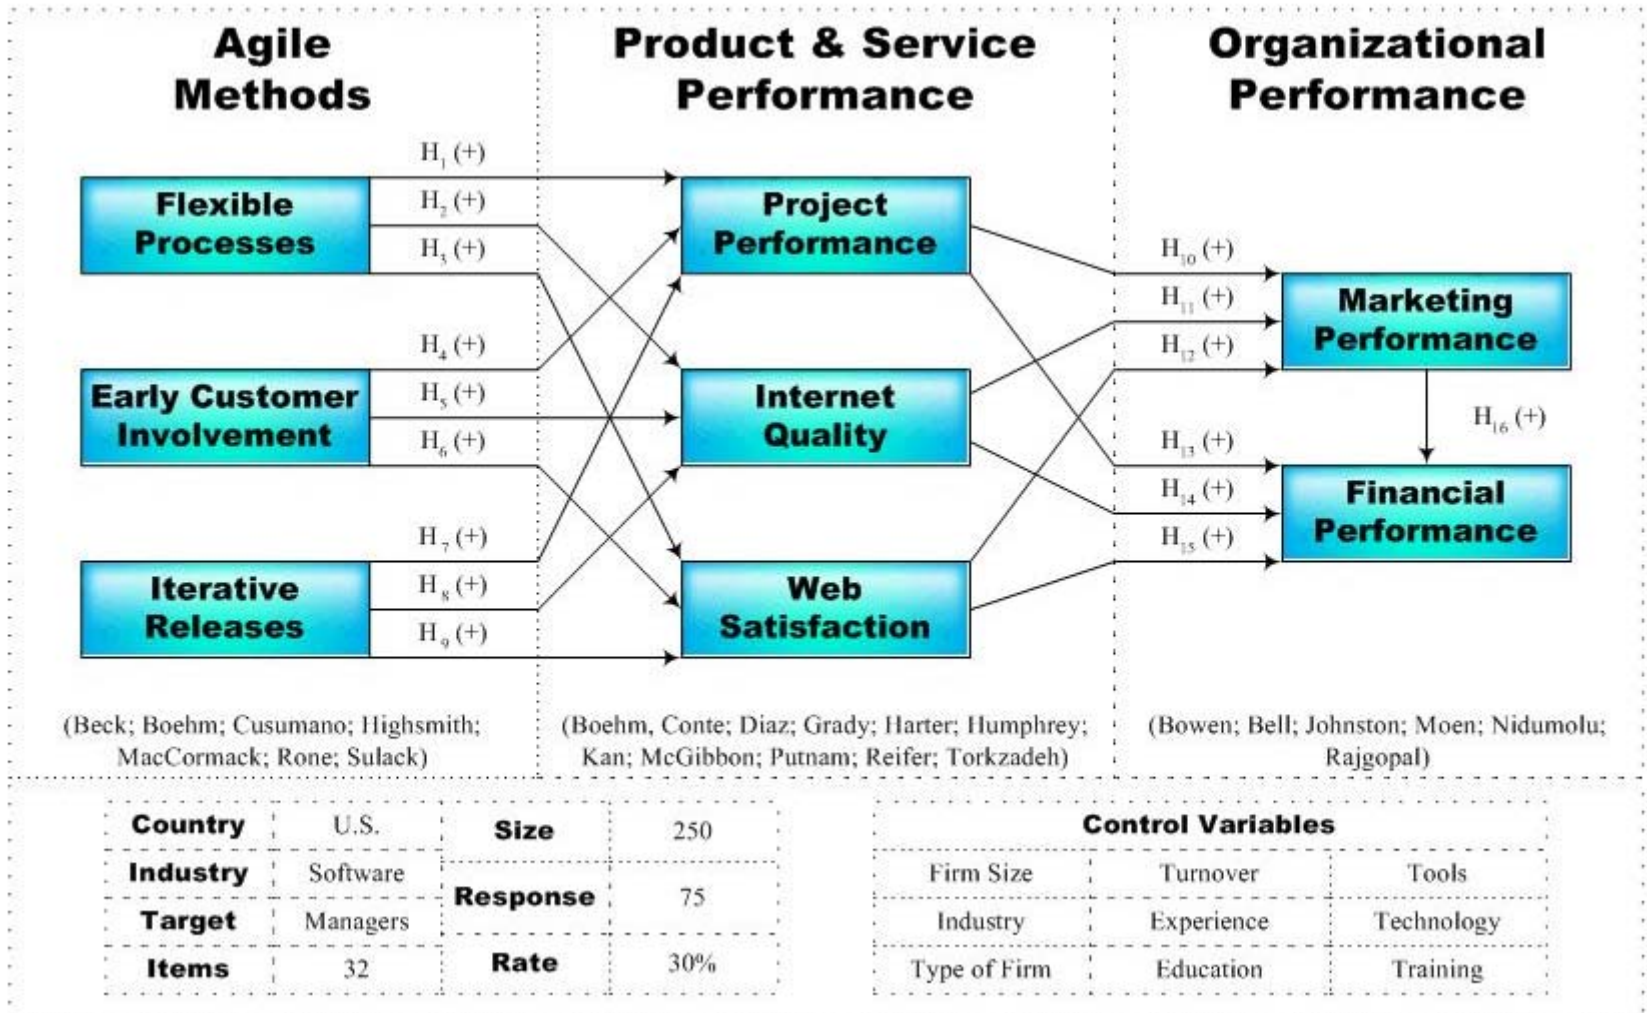 Agile
Methods
Product & Service
Performance
Organizational
Performance
H₁ (+)
H₂ (+)
H₃ (+)
Flexible
Processes
H₄ (+)
H₅ (+)
H₆ (+)
Early Customer
Involvement
H₇ (+)
H₈ (+)
H₉ (+)
Iterative
Releases
Project
Performance
Internet
Quality
Web
Satisfaction
H₁₀ (+)
H₁₁ (+)
H₁₂ (+)
Marketing
Performance
H₁₆ (+)
H₁₃ (+)
H₁₄ (+)
H₁₅ (+)
Financial
Performance
(Beck; Boehm; Cusumano; Highsmith;
MacCormack; Rone; Sulack)
(Boehm, Conte; Diaz; Grady; Harter; Humphrey;
Kan; McGibbon; Putnam; Reifer; Torkzadeh)
(Bowen; Bell; Johnston; Moen; Nidumolu;
Rajgopal)
Country U.S.
Industry Software
Target Managers
Items 32
Size 250
Response 75
Rate 30%
Control Variables
Firm Size Turnover Tools
Industry Experience Technology
Type of Firm Education Training